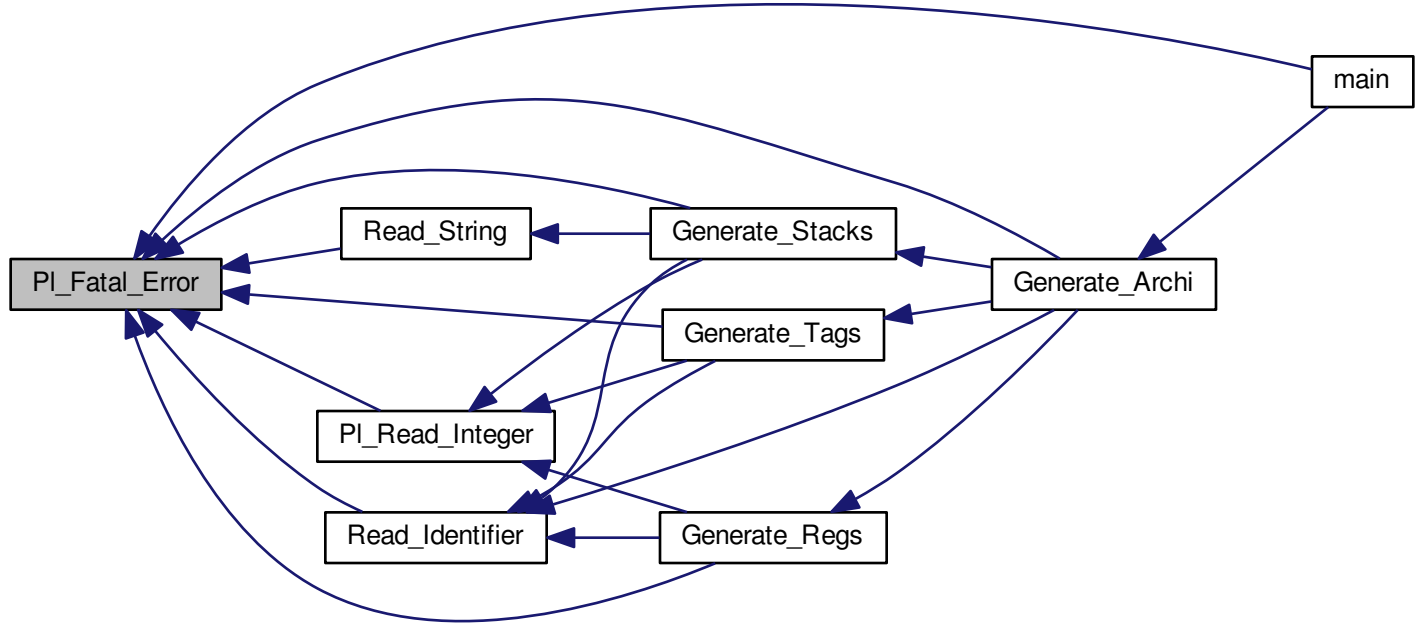 main
Read_String
Generate_Stacks
Pl_Fatal_Error
Generate_Archi
Generate_Tags
Pl_Read_Integer
Read_Identifier
Generate_Regs